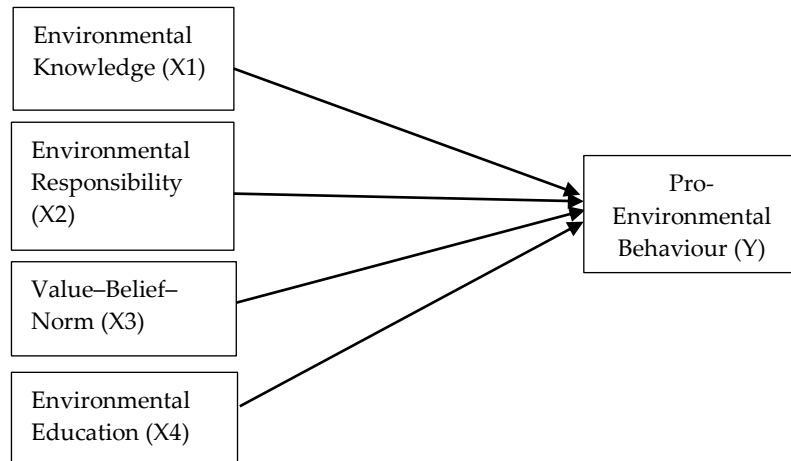 Environmental
Knowledge (X1)
Environmental
Responsibility
(X2)
Value–Belief–
Norm (X3)
Environmental
Education (X4)
Pro-
Environmental
Behaviour (Y)